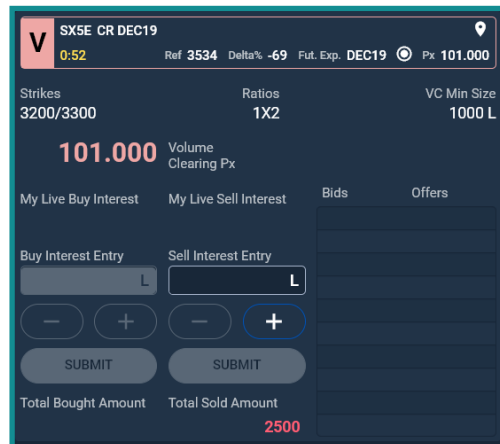 V
SX5E CR DEC19
0:52
Ref 3534 Delta% -69 Fut. Exp. DEC19 Px 101.000
Strikes
3200/3300
Ratios
1X2
VC Min Size
1000 L
101.000
Volume
Clearing Px
My Live Buy Interest
My Live Sell Interest
Bids
Offers
Buy Interest Entry
L
Sell Interest Entry
L
− +
− +
SUBMIT
SUBMIT
Total Bought Amount
Total Sold Amount
2500